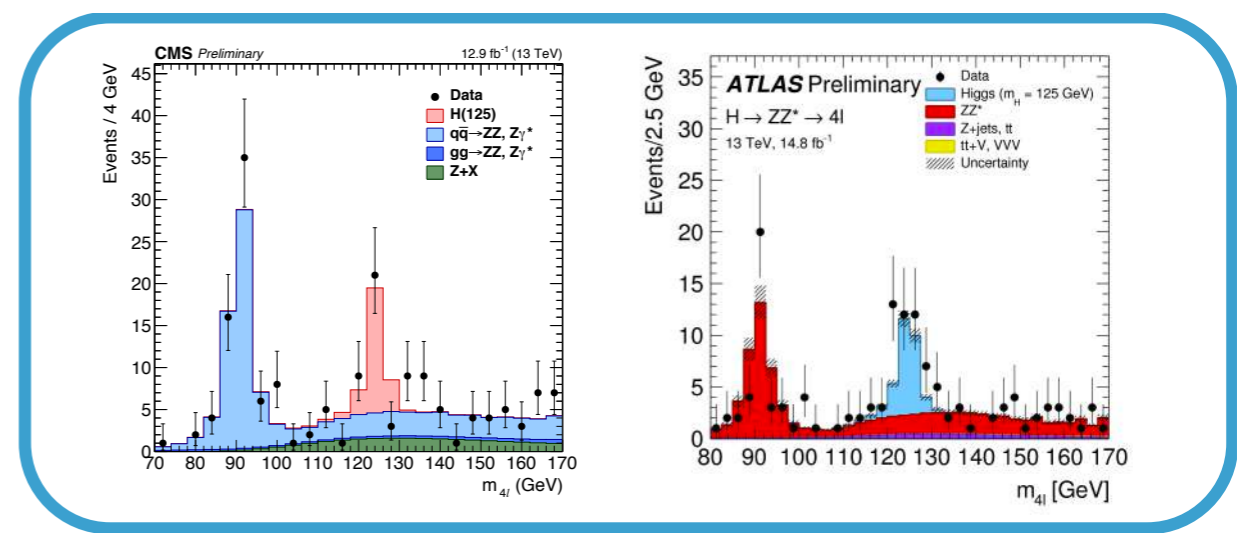 CMS Preliminary 12.9 fb⁻¹ (13 TeV)
Events / 4 GeV
45
40
35
30
25
20
15
10
5
0
Data
H(125)
qq̄→ZZ, Zγ*
gg→ZZ, Zγ*
Z+X
70 80 90 100 110 120 130 140 150 160 170
m4l (GeV)
Events/2.5 GeV
35
30
25
20
15
10
5
0
ATLAS Preliminary
H → ZZ* → 4l
13 TeV, 14.8 fb⁻¹
Data
Higgs (mH = 125 GeV)
ZZ*
Z+jets, tt
tt+V, VVV
Uncertainty
80 90 100 110 120 130 140 150 160 170
m4l [GeV]